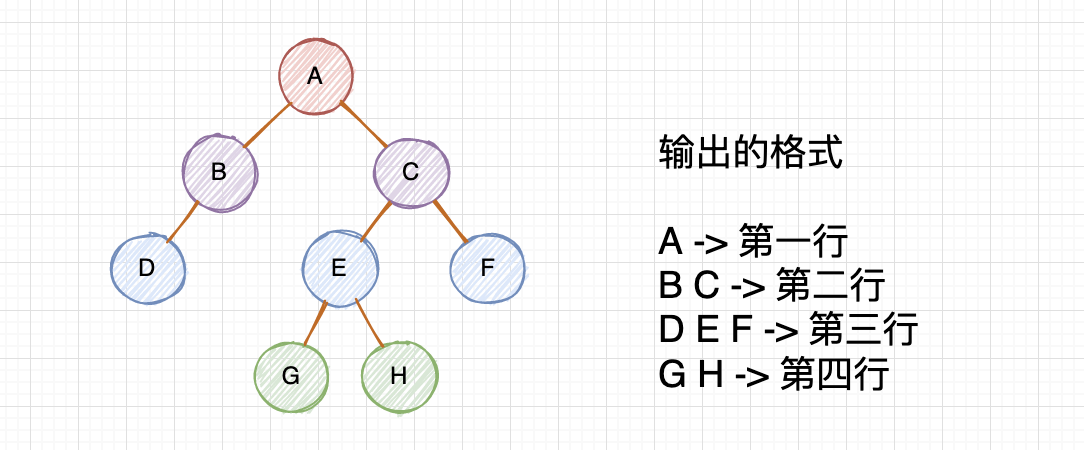 A
B C
D E F
G H
输出的格式
A -> 第一行
B C -> 第二行
D E F -> 第三行
G H -> 第四行